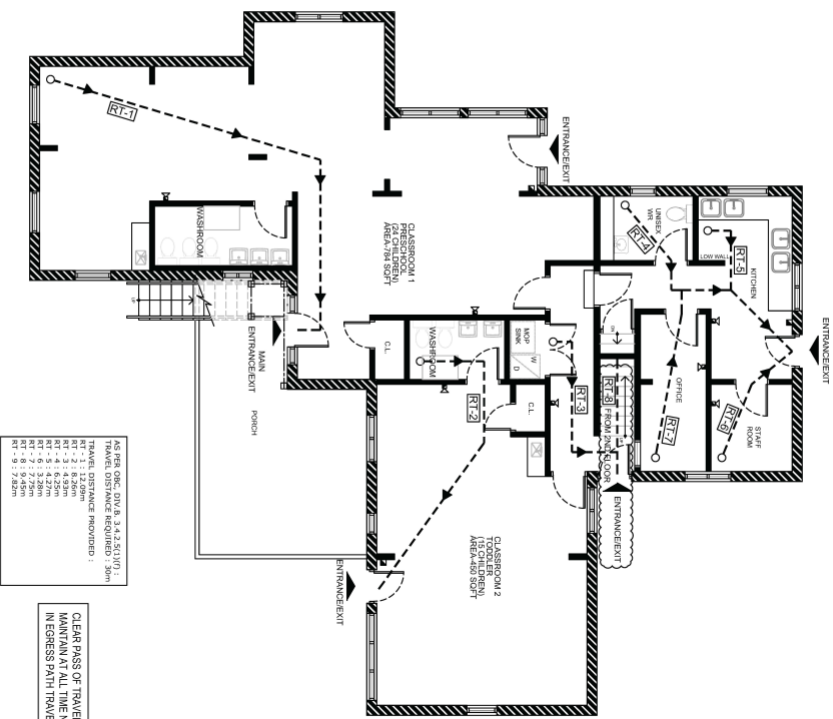 ENTRANCE/EXIT
RT-1
CLASSROOM 1
PRESCHOOL
(24 CHILDREN)
AREA-784 SQFT
UNISEX
WR
RT-4
RT-5
LOW WALL
KITCHEN
ENTRANCE/EXIT
WASHROOM
UP
MAIN
ENTRANCE/EXIT
C.L.
WASHROOM
MOP
SINK
W
D
DN
OFFICE
RT-7
RT-6
STAFF
ROOM
RT-2
C.L.
RT-3
RT-8
FROM 2ND FLOOR
ENTRANCE/EXIT
PORCH
CLASSROOM 2
TODDLER
(15 CHILDREN)
AREA-450 SQFT
ENTRANCE/EXIT
AS PER OBC, DIV.B. 3.4.2.5(1)(f) :
TRAVEL DISTANCE REQUIRED : 30m
TRAVEL DISTANCE PROVIDED :
RT - 1 : 12.09m
RT - 2 : 8.26m
RT - 3 : 4.93m
RT - 4 : 6.25m
RT - 5 : 4.27m
RT - 6 : 3.28m
RT - 7 : 7.75m
RT - 8 : 9.45m
RT - 9 : 7.82m
CLEAR PASS OF TRAVEL
MAINTAIN AT ALL TIME N
IN EGRESS PATH TRAVE